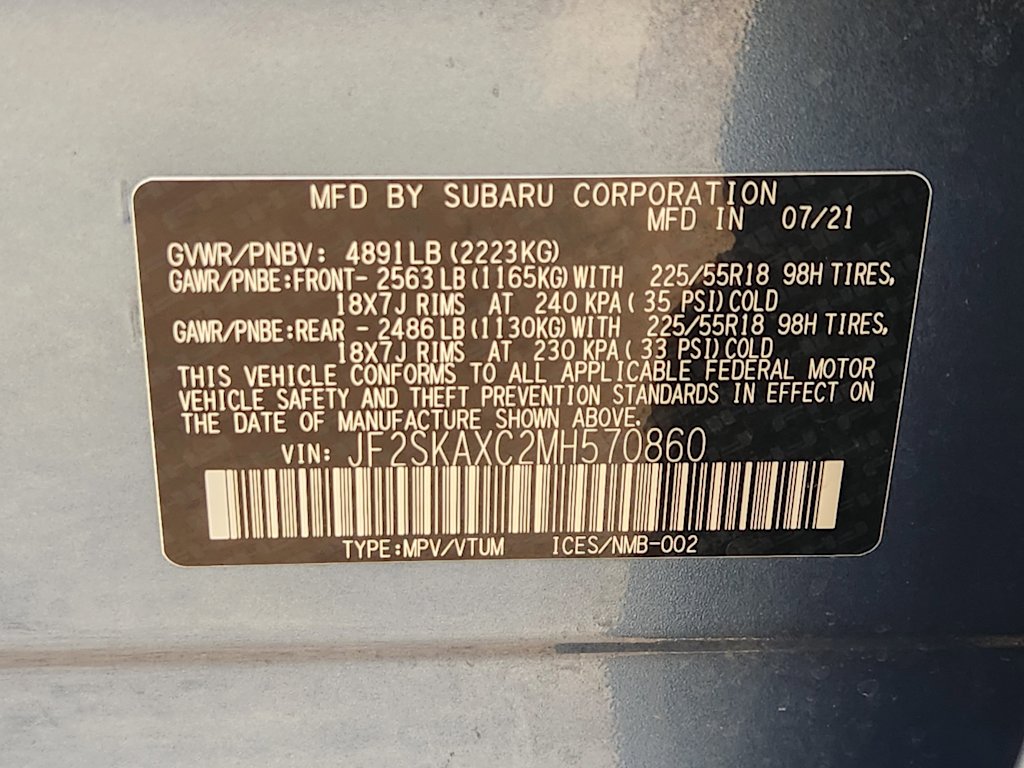 MFD BY SUBARU CORPORATION
MFD IN 07/21
GVWR/PNBV: 4891LB (2223KG)
GAWR/PNBE:FRONT- 2563 LB (1165KG) WITH 225/55R18 98H TIRES,
18X7J RIMS AT 240 KPA ( 35 PSI) COLD
GAWR/PNBE:REAR - 2486 LB (1130KG) WITH 225/55R18 98H TIRES,
18X7J RIMS AT 230 KPA ( 33 PSI) COLD
THIS VEHICLE CONFORMS TO ALL APPLICABLE FEDERAL MOTOR
VEHICLE SAFETY AND THEFT PREVENTION STANDARDS IN EFFECT ON
THE DATE OF MANUFACTURE SHOWN ABOVE.
VIN: JF2SKAXC2MH570860
TYPE:MPV/VTUM ICES/NMB-002